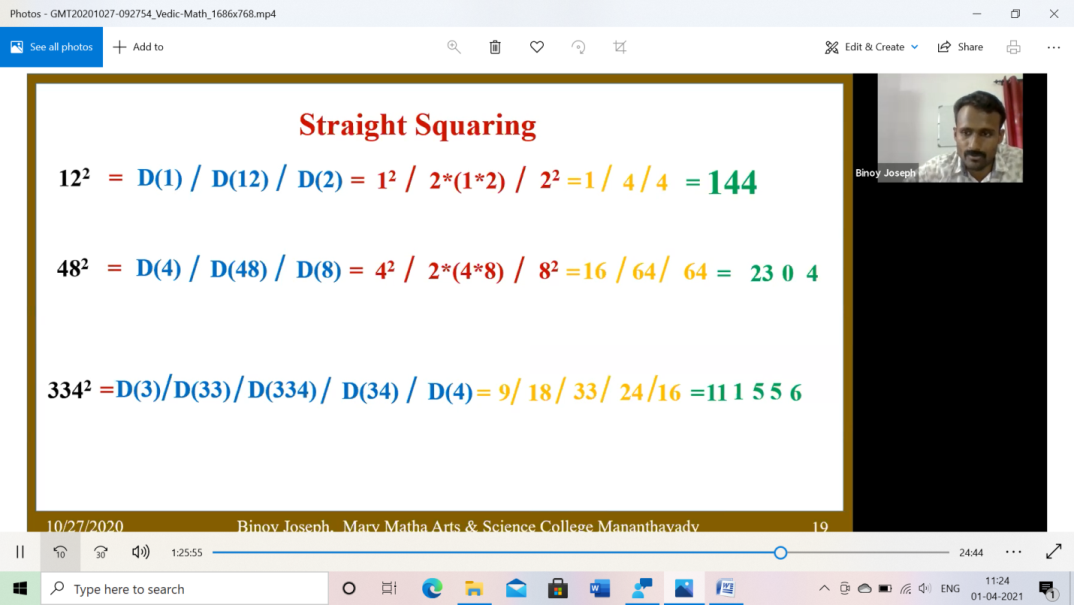 Photos - GMT20201027-092754_Vedic-Math_1686x768.mp4
See all photos
Add to
Edit & Create
Share
Straight Squaring
12² = D(1) / D(12) / D(2) = 1² / 2*(1*2) / 2² =1 / 4 / 4 = 144
Binoy Joseph
48² = D(4) / D(48) / D(8) = 4² / 2*(4*8) / 8² =16 / 64 / 64 = 23 0 4
334² =D(3)/D(33)/D(334)/ D(34) / D(4)= 9/ 18/ 33/ 24 /16 =11 1 5 5 6
10/27/2020 Binoy Joseph, Mary Matha Arts & Science College Mananthavady 19
10 30 1:25:55 24:44
Type here to search
ENG
11:24
01-04-2021
1